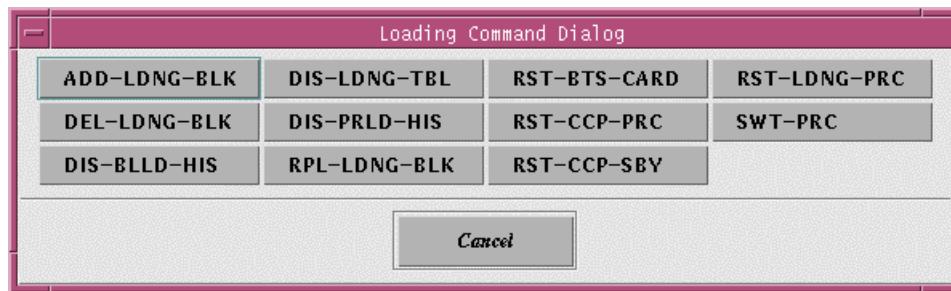 Loading Command Dialog
ADD-LDNG-BLK DIS-LDNG-TBL RST-BTS-CARD RST-LDNG-PRC
DEL-LDNG-BLK DIS-PRLD-HIS RST-CCP-PRC SWT-PRC
DIS-BLLD-HIS RPL-LDNG-BLK RST-CCP-SBY
Cancel